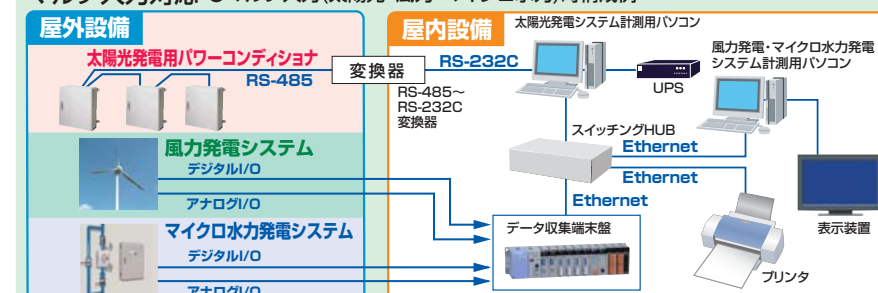 屋外設備
太陽光発電用パワーコンディショナ
RS-485
変換器
RS-485～
RS-232C
変換器
屋内設備
RS-232C
太陽光発電システム計測用パソコン
UPS
風力発電・マイクロ水力発電
システム計測用パソコン
スイッチングHUB
Ethernet
Ethernet
Ethernet
風力発電システム
デジタルI/O
アナログI/O
マイクロ水力発電システム
デジタルI/O
アナログI/O
データ収集端末盤
プリンタ
表示装置